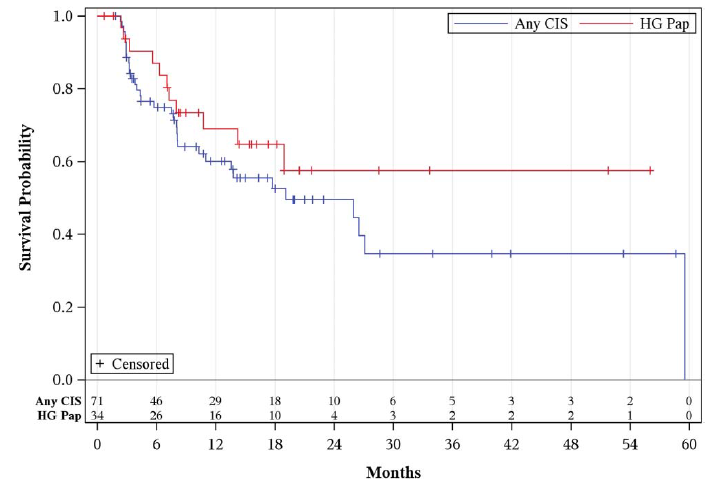 Any CIS HG Pap
1.0
0.8
0.6
0.4
0.2
0.0
Survival Probability
+ Censored
Any CIS 71 46 29 18 10 6 5 3 3 2 0
HG Pap 34 26 16 10 4 3 2 2 2 1 0
0 6 12 18 24 30 36 42 48 54 60
Months